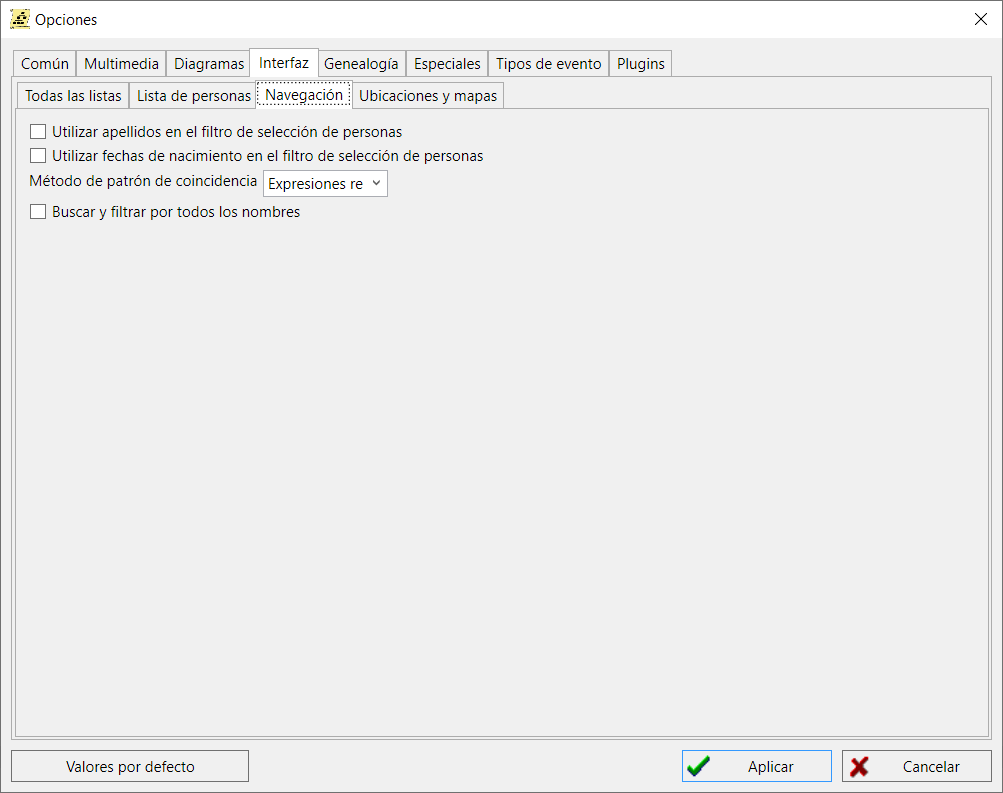 Opciones
Común Multimedia Diagramas Interfaz Genealogía Especiales Tipos de evento Plugins
Todas las listas Lista de personas Navegación Ubicaciones y mapas
Utilizar apellidos en el filtro de selección de personas
Utilizar fechas de nacimiento en el filtro de selección de personas
Método de patrón de coincidencia Expresiones re
Buscar y filtrar por todos los nombres
Valores por defecto Aplicar Cancelar